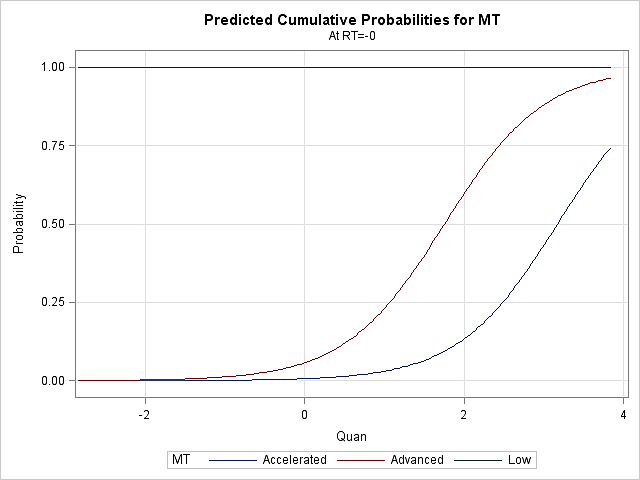 Predicted Cumulative Probabilities for MT
At RT=-0
1.00
0.75
0.50
0.25
0.00
Probability
-2 0 2 4
Quan
MT Accelerated Advanced Low